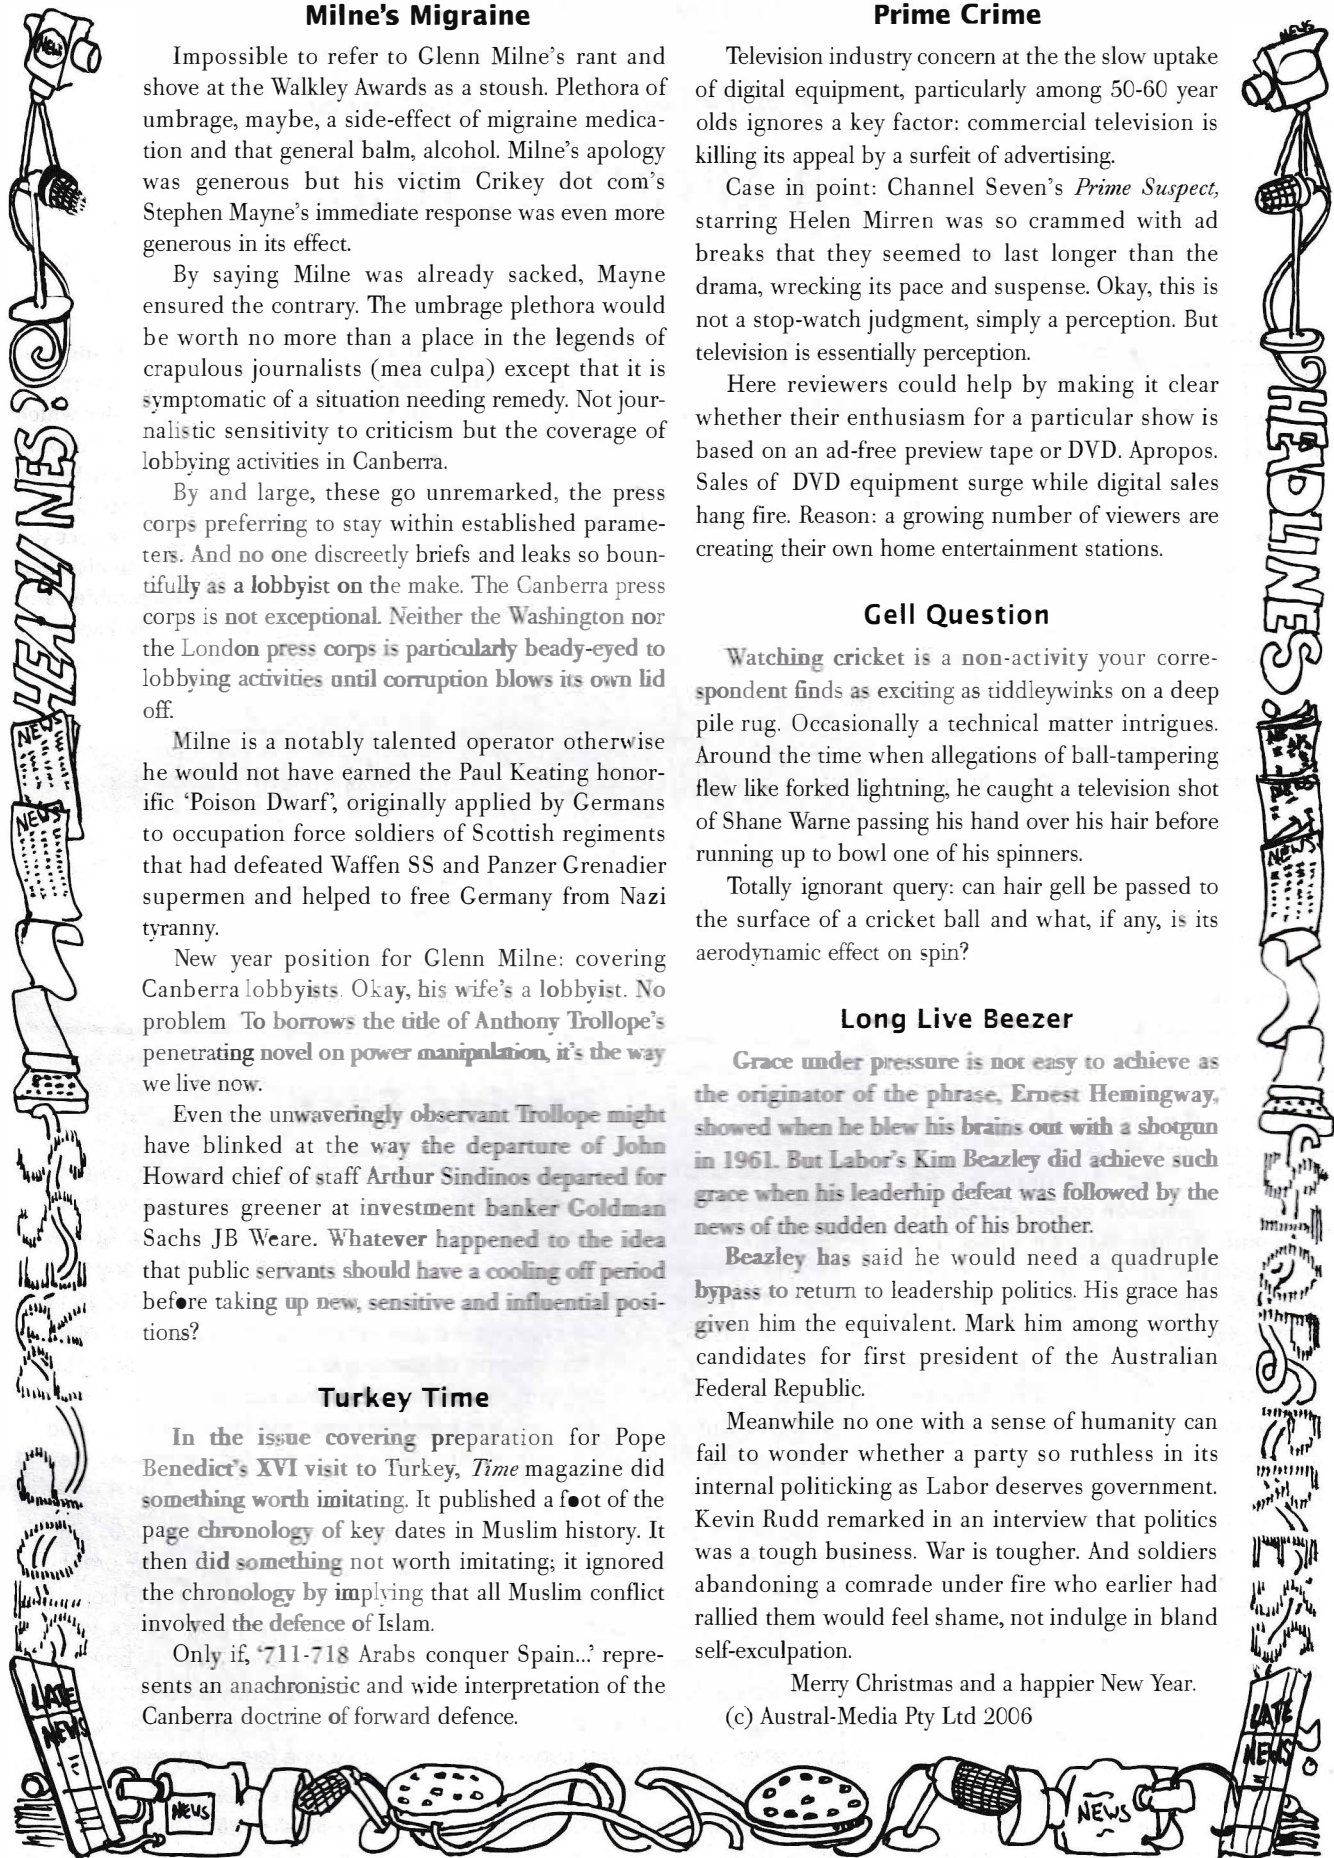 Milne's Migraine
Impossible to refer to Glenn Milne's rant and
shove at the Walkley Awards as a stoush. Plethora of
umbrage, maybe, a side-effect of migraine medica-
tion and that general balm, alcohol. Milne's apology
was generous but his victim Crikey dot com's
Stephen Mayne's immediate response was even more
generous in its effect.
By saying Milne was already sacked, Mayne
ensured the contrary. The umbrage plethora would
be worth no more than a place in the legends of
crapulous journalists (mea culpa) except that it is
symptomatic of a situation needing remedy. Not jour-
nalistic sensitivity to criticism but the coverage of
lobbying activities in Canberra.
By and large, these go unremarked, the press
corps preferring to stay within established parame-
ters. And no one discreetly briefs and leaks so boun-
tifully as a lobbyist on the make. The Canberra press
corps is not exceptional. Neither the Washington nor
the London press corps is particularly beady-eyed to
lobbying activities until corruption blows its own lid
off.
Milne is a notably talented operator otherwise
he would not have earned the Paul Keating honor-
ific 'Poison Dwarf', originally applied by Germans
to occupation force soldiers of Scottish regiments
that had defeated Waffen SS and Panzer Grenadier
supermen and helped to free Germany from Nazi
tyranny.
New year position for Glenn Milne: covering
Canberra lobbyists. Okay, his wife's a lobbyist. No
problem To borrows the title of Anthony Trollope's
penetrating novel on power manipulation, it's the way
we live now.
Even the unwaveringly observant Trollope might
have blinked at the way the departure of John
Howard chief of staff Arthur Sindinos departed for
pastures greener at investment banker Goldman
Sachs JB Weare. Whatever happened to the idea
that public servants should have a cooling off period
before taking up new, sensitive and influential posi-
tions?
Turkey Time
In the issue covering preparation for Pope
Benedict's XVI visit to Turkey, Time magazine did
something worth imitating. It published a foot of the
page chronology of key dates in Muslim history. It
then did something not worth imitating; it ignored
the chronology by implying that all Muslim conflict
involved the defence of Islam.
Only if, '711-718 Arabs conquer Spain...' repre-
sents an anachronistic and wide interpretation of the
Canberra doctrine of forward defence.
Prime Crime
Television industry concern at the the slow uptake
of digital equipment, particularly among 50-60 year
olds ignores a key factor: commercial television is
killing its appeal by a surfeit of advertising.
Case in point: Channel Seven's Prime Suspect,
starring Helen Mirren was so crammed with ad
breaks that they seemed to last longer than the
drama, wrecking its pace and suspense. Okay, this is
not a stop-watch judgment, simply a perception. But
television is essentially perception.
Here reviewers could help by making it clear
whether their enthusiasm for a particular show is
based on an ad-free preview tape or DVD. Apropos.
Sales of DVD equipment surge while digital sales
hang fire. Reason: a growing number of viewers are
creating their own home entertainment stations.
Gell Question
Watching cricket is a non-activity your corre-
spondent finds as exciting as tiddleywinks on a deep
pile rug. Occasionally a technical matter intrigues.
Around the time when allegations of ball-tampering
flew like forked lightning, he caught a television shot
of Shane Warne passing his hand over his hair before
running up to bowl one of his spinners.
Totally ignorant query: can hair gell be passed to
the surface of a cricket ball and what, if any, is its
aerodynamic effect on spin?
Long Live Beezer
Grace under pressure is not easy to achieve as
the originator of the phrase, Ernest Hemingway,
showed when he blew his brains out with a shotgun
in 1961. But Labor's Kim Beazley did achieve such
grace when his leaderhip defeat was followed by the
news of the sudden death of his brother.
Beazley has said he would need a quadruple
bypass to return to leadership politics. His grace has
given him the equivalent. Mark him among worthy
candidates for first president of the Australian
Federal Republic.
Meanwhile no one with a sense of humanity can
fail to wonder whether a party so ruthless in its
internal politicking as Labor deserves government.
Kevin Rudd remarked in an interview that politics
was a tough business. War is tougher. And soldiers
abandoning a comrade under fire who earlier had
rallied them would feel shame, not indulge in bland
self-exculpation.
Merry Christmas and a happier New Year.
(c) Austral-Media Pty Ltd 2006
NEWS
HEADLINES
NEWS
NEWS
LATE
NEWS
NEWS
NEWS
HEADLINES
NEWS
LATE
NEWS
NEWS